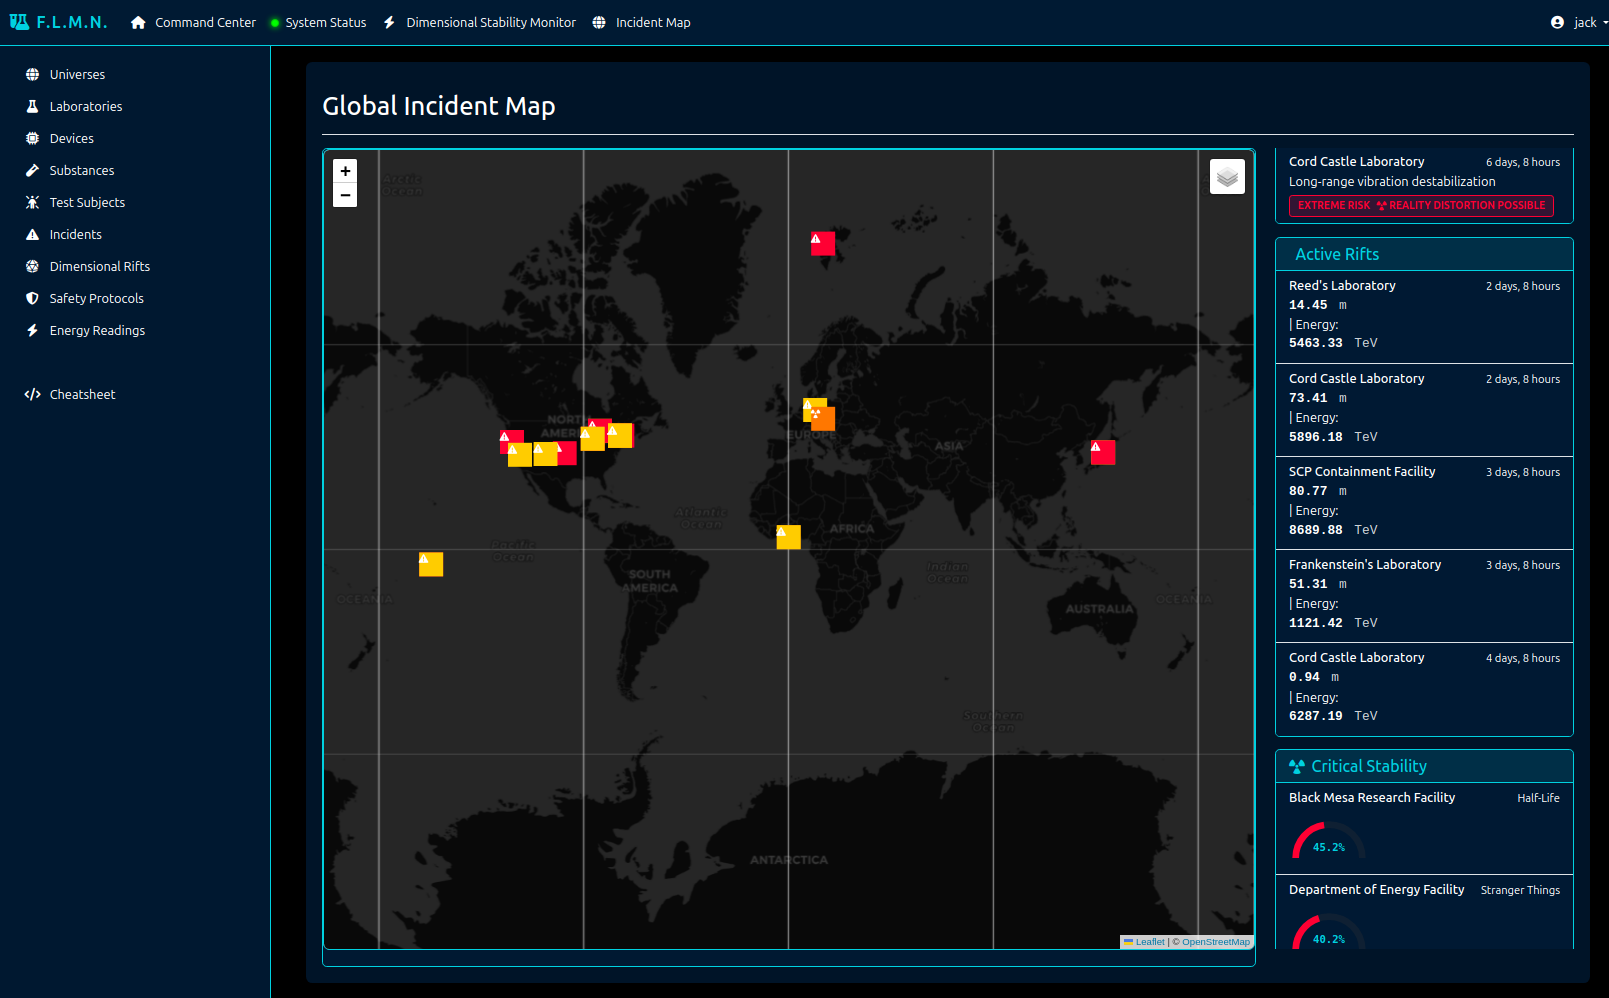 F.L.M.N.
Command Center
System Status
Dimensional Stability Monitor
Incident Map
jack
Universes
Laboratories
Devices
Substances
Test Subjects
Incidents
Dimensional Rifts
Safety Protocols
Energy Readings
Cheatsheet
Global Incident Map
+
−
Arctic
Ocean
NORTH
AMERI
EUROPE
ASIA
Atlantic
Ocean
AFRICA
Pacific
Ocean
SOUTH
AMERICA
Indian
Ocean
OCEANIA
AUSTRALIA
OCEANIA
Southern
Ocean
ANTARCTICA
Leaflet | © OpenStreetMap
Cord Castle Laboratory 6 days, 8 hours
Long-range vibration destabilization
EXTREME RISK REALITY DISTORTION POSSIBLE
Active Rifts
Reed's Laboratory 2 days, 8 hours
14.45 m
| Energy:
5463.33 TeV
Cord Castle Laboratory 2 days, 8 hours
73.41 m
| Energy:
5896.18 TeV
SCP Containment Facility 3 days, 8 hours
80.77 m
| Energy:
8689.88 TeV
Frankenstein's Laboratory 3 days, 8 hours
51.31 m
| Energy:
1121.42 TeV
Cord Castle Laboratory 4 days, 8 hours
0.94 m
| Energy:
6287.19 TeV
Critical Stability
Black Mesa Research Facility Half-Life
45.2%
Department of Energy Facility Stranger Things
40.2%